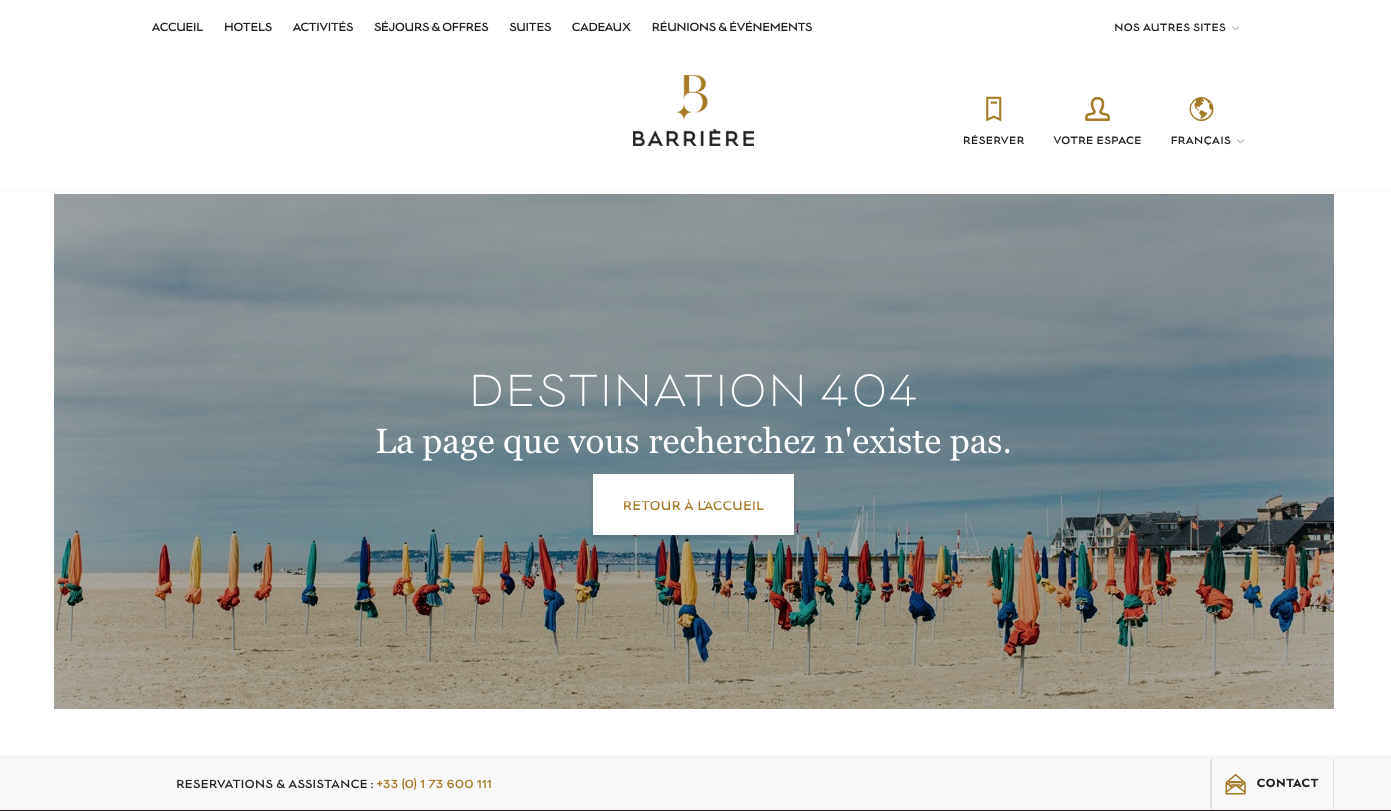 ACCUEIL HOTELS ACTIVITÉS SÉJOURS & OFFRES SUITES CADEAUX RÉUNIONS & ÉVÉNEMENTS NOS AUTRES SITES
B
BARRIÈRE
RÉSERVER VOTRE ESPACE FRANÇAIS
DESTINATION 404
La page que vous recherchez n'existe pas.
RETOUR À L'ACCUEIL
RESERVATIONS & ASSISTANCE : +33 (0) 1 73 600 111 CONTACT